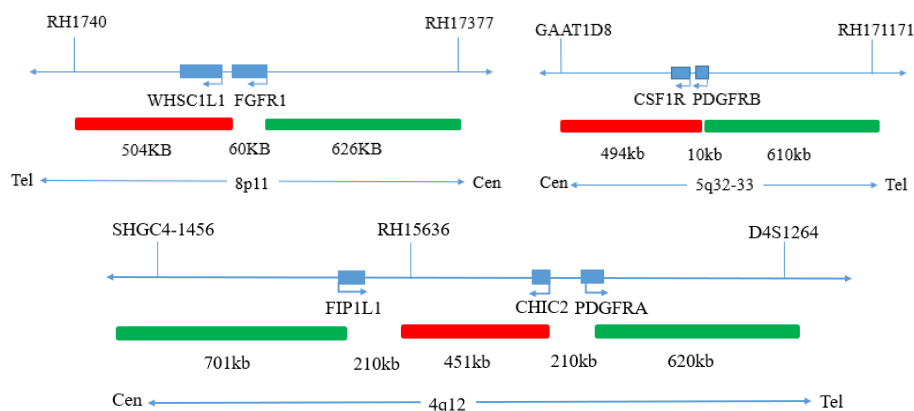 RH1740 RH17377
WHSC1L1 FGFR1
504KB 60KB 626KB
Tel 8p11 Cen
GAAT1D8 RH171171
CSF1R PDGFRB
494kb 10kb 610kb
Cen 5q32-33 Tel
SHGC4-1456 RH15636 D4S1264
FIP1L1 CHIC2 PDGFRA
701kb 210kb 451kb 210kb 620kb
Cen 4q12 Tel